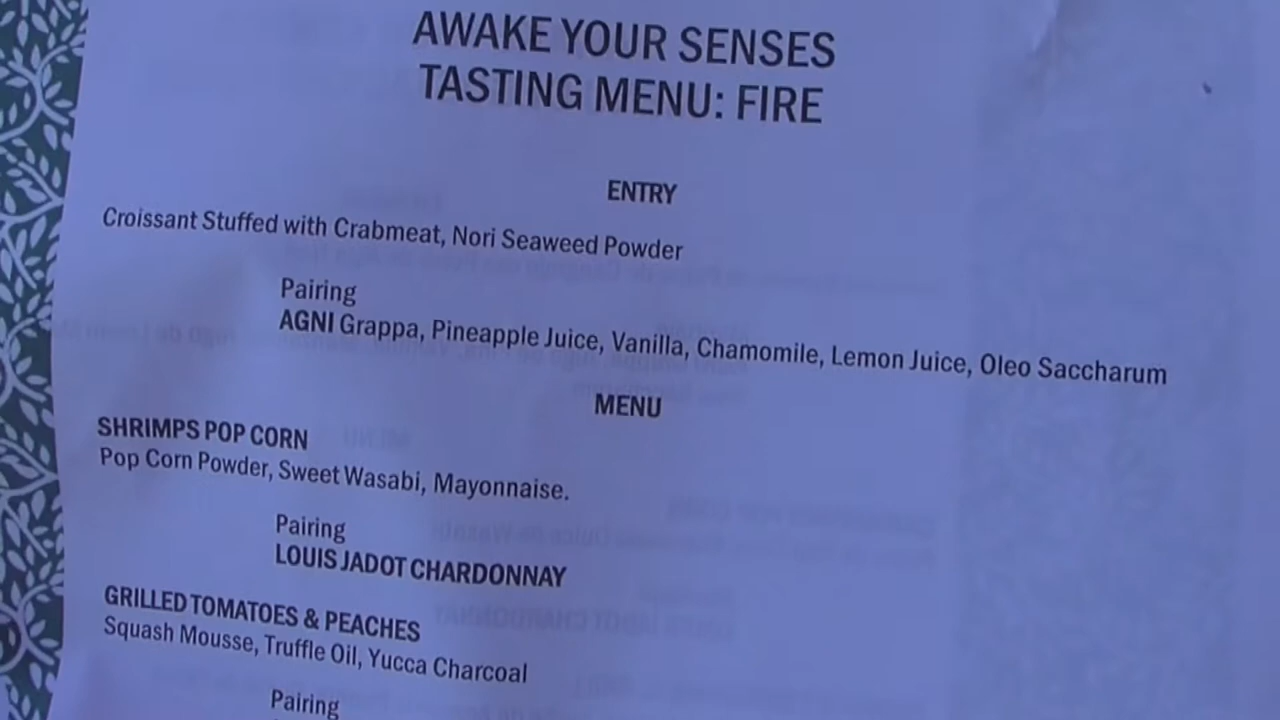 AWAKE YOUR SENSES
TASTING MENU: FIRE
ENTRY
Croissant Stuffed with Crabmeat, Nori Seaweed Powder
Pairing
AGNI Grappa, Pineapple Juice, Vanilla, Chamomile, Lemon Juice, Oleo Saccharum
MENU
SHRIMPS POP CORN
Pop Corn Powder, Sweet Wasabi, Mayonnaise.
Pairing
LOUIS JADOT CHARDONNAY
GRILLED TOMATOES & PEACHES
Squash Mousse, Truffle Oil, Yucca Charcoal
Pairing